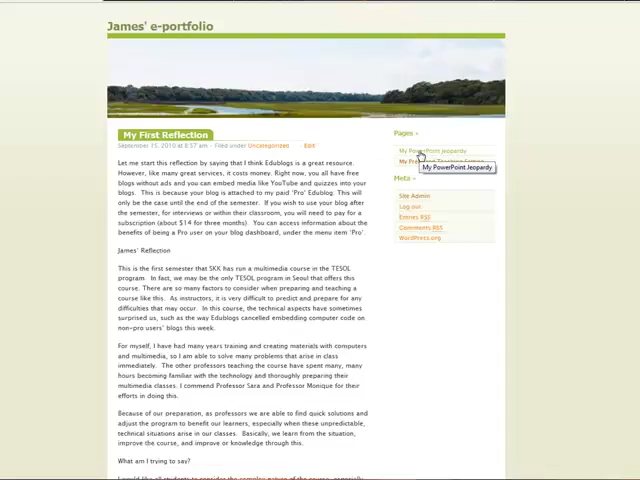 James' e-portfolio
My First Reflection
September 15, 2010 at 8:57 am · Filed under Uncategorized · Edit
Let me start this reflection by saying that I think Edublogs is a great resource.
However, like many great services, it costs money. Right now, you all have free
blogs without ads and you can embed media like YouTube and quizzes into your
blogs. This is because your blog is attached to my paid 'Pro' Edublog. This will
only be the case until the end of the semester. If you wish to use your blog after
the semester, for interviews or within their classroom, you will need to pay for a
subscription (about $14 for three months). You can access information about the
benefits of being a Pro user on your blog dashboard, under the menu item 'Pro'.
James' Reflection
This is the first semester that SKK has run a multimedia course in the TESOL
program. In fact, we may be the only TESOL program in Seoul that offers this
course. There are so many factors to consider when preparing and teaching a
course like this. As instructors, it is very difficult to predict and prepare for any
difficulties that may occur. In this course, the technical aspects have sometimes
surprised us, such as the way Edublogs cancelled embedding computer code on
non-pro users' blogs this week.
For myself, I have had many years training and creating materials with computers
and multimedia, so I am able to solve many problems that arise in class
immediately. The other professors teaching the course have spent many, many
hours becoming familiar with the technology and thoroughly preparing their
multimedia classes. I commend Professor Sara and Professor Monique for their
efforts in doing this.
Because of our preparation, as professors we are able to find quick solutions and
adjust the program to benefit our learners, especially when these unpredictable,
technical situations arise in our classes. Basically, we learn from the situation,
improve the course, and improve or knowledge through this.
What am I trying to say?
I would like all students to consider the complex nature of the course, especially
Pages »
My PowerPoint Jeopardy
My PowerPoint Jeopardy
Meta »
Site Admin
Log out
Entries RSS
Comments RSS
WordPress.org